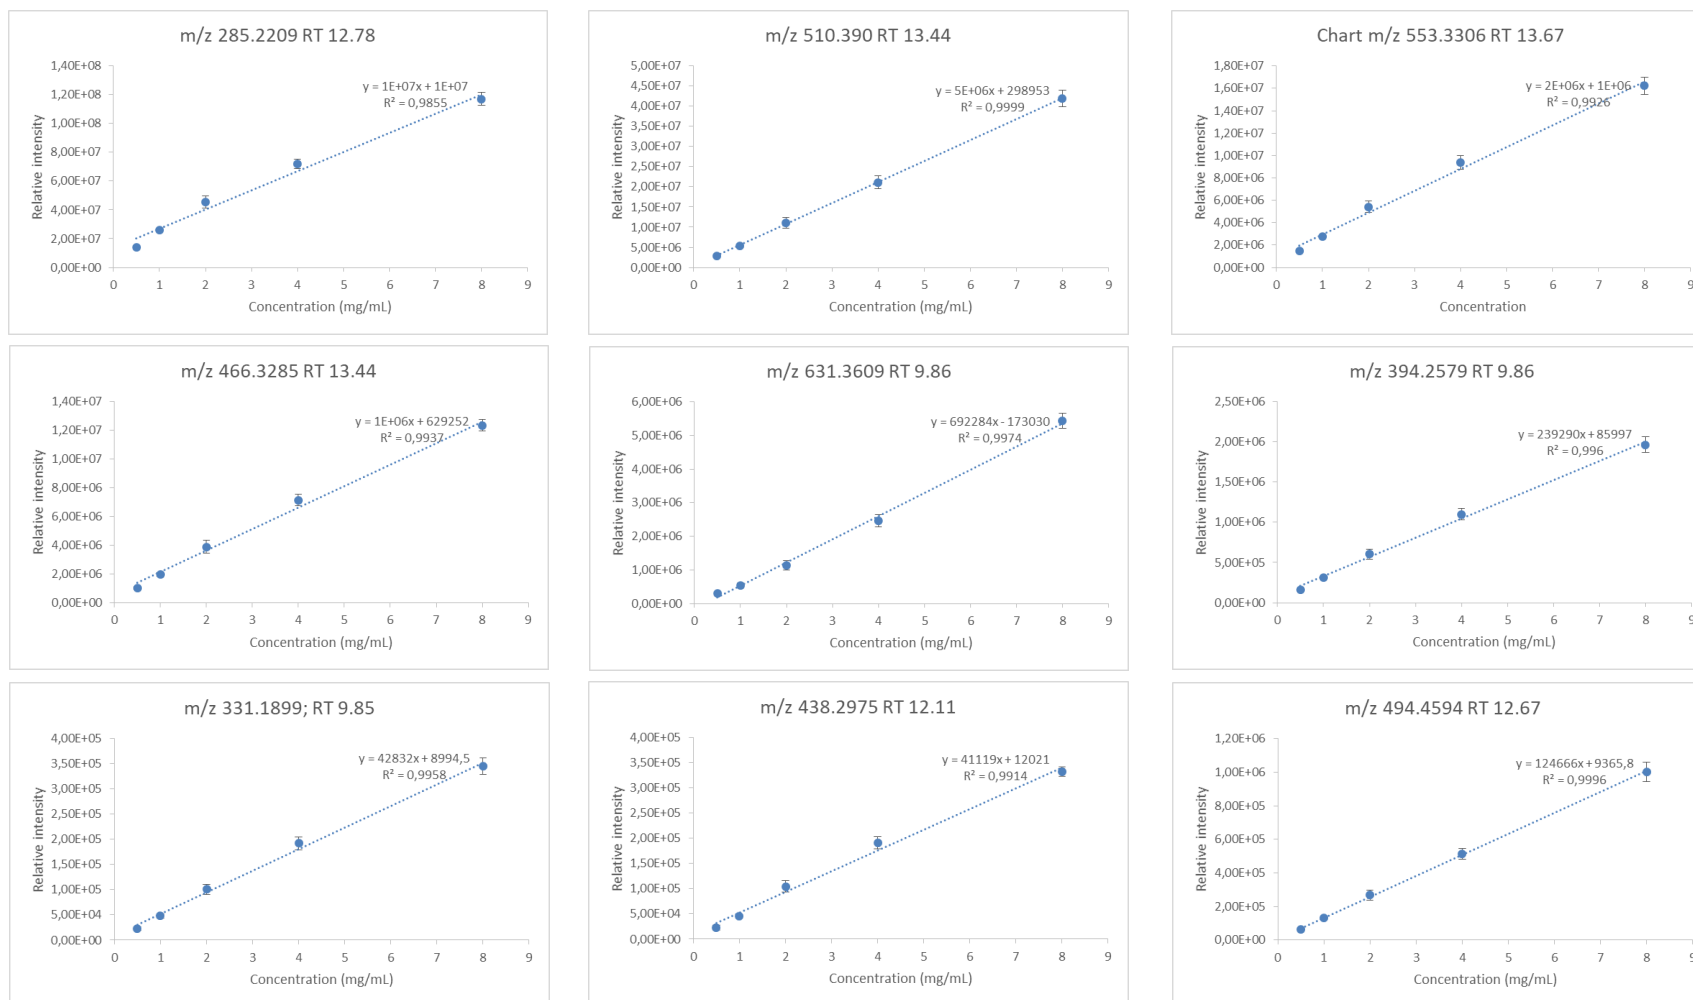 m/z 285.2209 RT 12.78
1,40E+08
1,20E+08
1,00E+08
8,00E+07
6,00E+07
4,00E+07
2,00E+07
0,00E+00
Relative intensity
y = 1E+07x + 1E+07
R² = 0,9855
0 1 2 3 4 5 6 7 8 9
Concentration (mg/mL)
m/z 510.390 RT 13.44
5,00E+07
4,50E+07
4,00E+07
3,50E+07
3,00E+07
2,50E+07
2,00E+07
1,50E+07
1,00E+07
5,00E+06
0,00E+00
Relative intensity
y = 5E+06x + 298953
R² = 0,9999
0 1 2 3 4 5 6 7 8 9
Concentration (mg/mL)
Chart m/z 553.3306 RT 13.67
1,80E+07
1,60E+07
1,40E+07
1,20E+07
1,00E+07
8,00E+06
6,00E+06
4,00E+06
2,00E+06
0,00E+00
Relative intensity
y = 2E+06x + 1E+06
R² = 0,9926
0 1 2 3 4 5 6 7 8 9
Concentration
m/z 466.3285 RT 13.44
1,40E+07
1,20E+07
1,00E+07
8,00E+06
6,00E+06
4,00E+06
2,00E+06
0,00E+00
Relative intensity
y = 1E+06x + 629252
R² = 0,9937
0 1 2 3 4 5 6 7 8 9
Concentration (mg/mL)
m/z 631.3609 RT 9.86
6,00E+06
5,00E+06
4,00E+06
3,00E+06
2,00E+06
1,00E+06
0,00E+00
Relative intensity
y = 692284x - 173030
R² = 0,9974
0 1 2 3 4 5 6 7 8 9
Concentration (mg/mL)
m/z 394.2579 RT 9.86
2,50E+06
2,00E+06
1,50E+06
1,00E+06
5,00E+05
0,00E+00
Relative intensity
y = 239290x + 85997
R² = 0,996
0 1 2 3 4 5 6 7 8 9
Concentration (mg/mL)
m/z 331.1899; RT 9.85
4,00E+05
3,50E+05
3,00E+05
2,50E+05
2,00E+05
1,50E+05
1,00E+05
5,00E+04
0,00E+00
Relative intensity
y = 42832x + 8994,5
R² = 0,9958
0 1 2 3 4 5 6 7 8 9
Concentration (mg/mL)
m/z 438.2975 RT 12.11
4,00E+05
3,50E+05
3,00E+05
2,50E+05
2,00E+05
1,50E+05
1,00E+05
5,00E+04
0,00E+00
Relative intensity
y = 41119x + 12021
R² = 0,9914
0 1 2 3 4 5 6 7 8 9
Concentration (mg/mL)
m/z 494.4594 RT 12.67
1,20E+06
1,00E+06
8,00E+05
6,00E+05
4,00E+05
2,00E+05
0,00E+00
Relative intensity
y = 124666x + 9365,8
R² = 0,9996
0 1 2 3 4 5 6 7 8 9
Concentration (mg/mL)